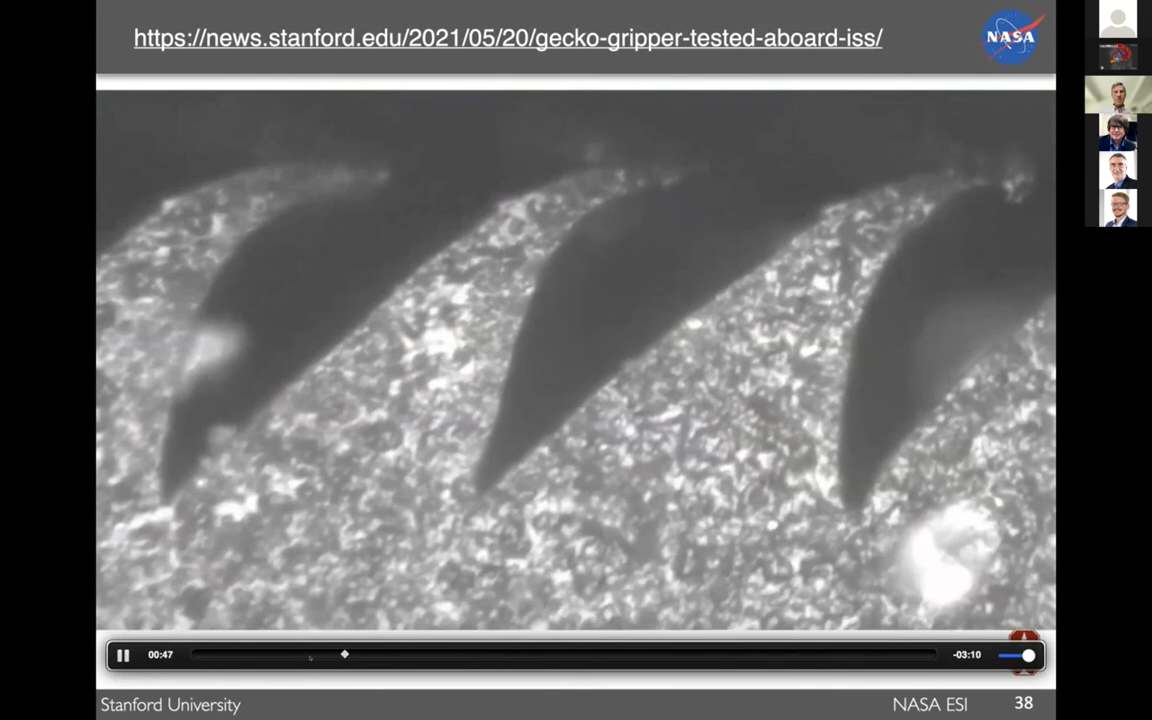 https://news.stanford.edu/2021/05/20/gecko-gripper-tested-aboard-iss/
NASA
00:47
-03:10
Stanford University
NASA ESI
38